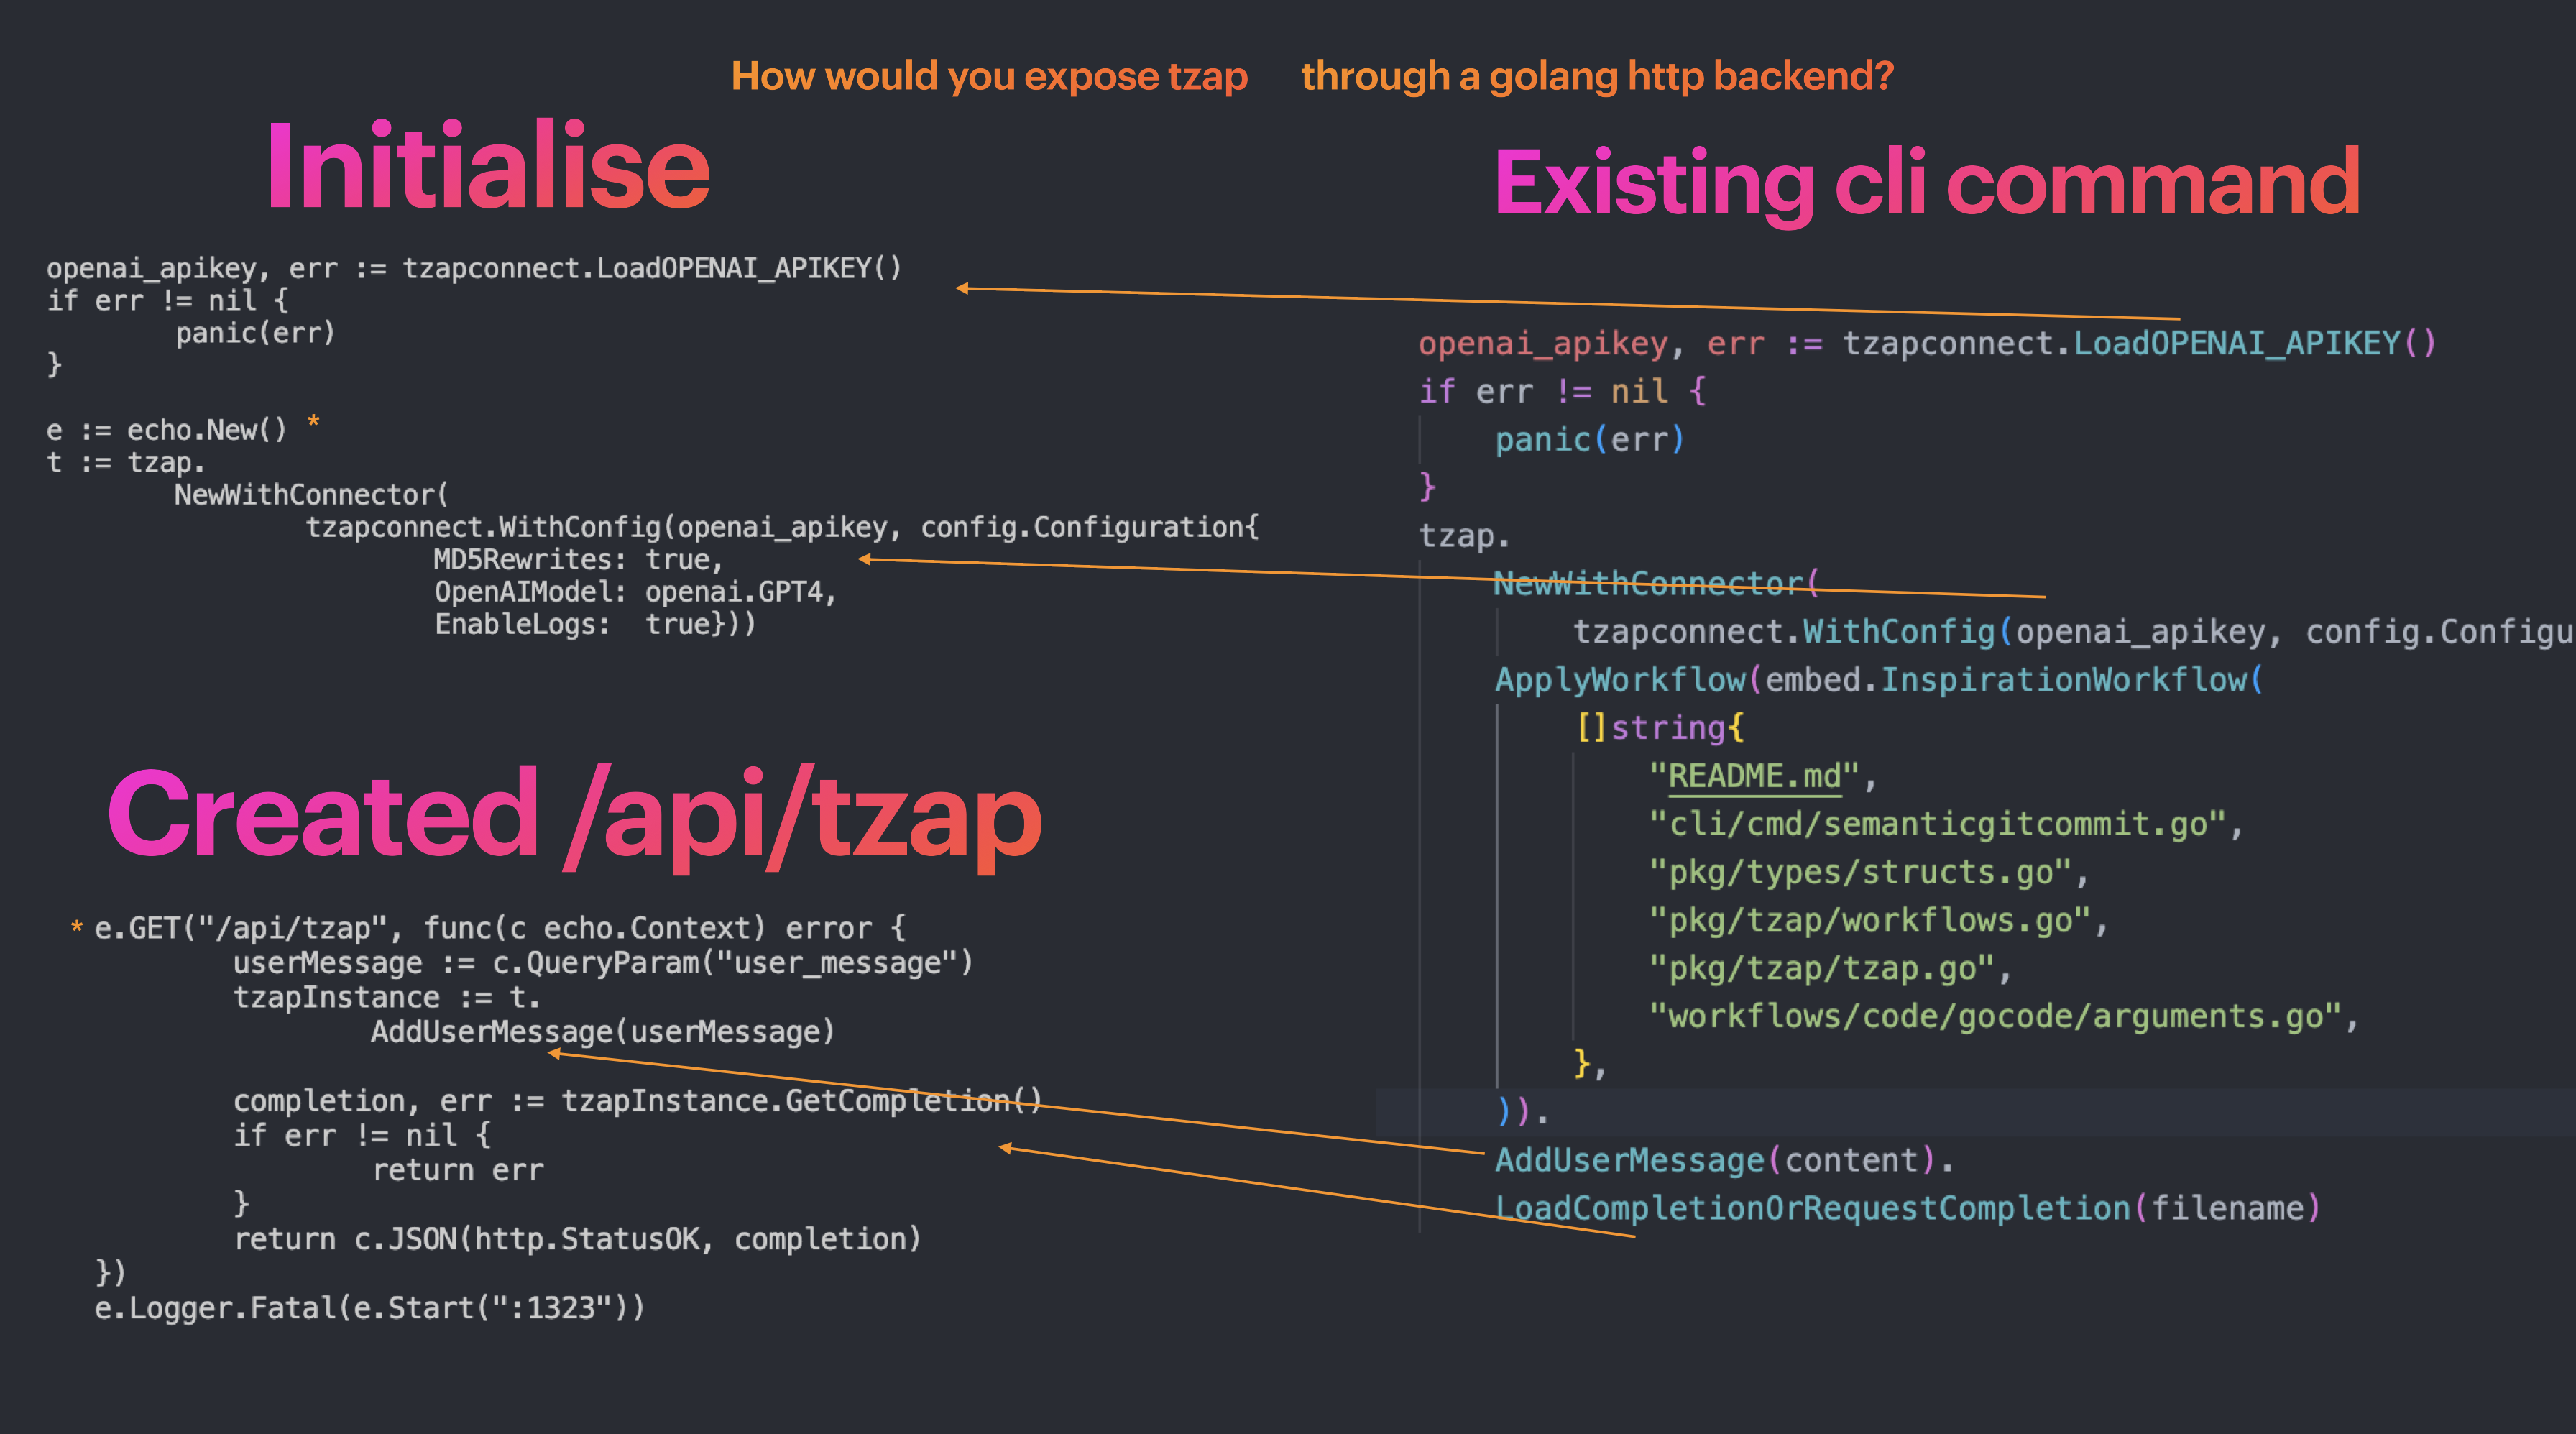 How would you expose tzap through a golang http backend?
Initialise
openai_apikey, err := tzapconnect.LoadOPENAI_APIKEY()
if err != nil {
        panic(err)
}
e := echo.New() *
t := tzap.
        NewWithConnector(
                tzapconnect.WithConfig(openai_apikey, config.Configuration{
                        MD5Rewrites: true,
                        OpenAIModel: openai.GPT4,
                        EnableLogs:  true}))
Created /api/tzap
* e.GET("/api/tzap", func(c echo.Context) error {
        userMessage := c.QueryParam("user_message")
        tzapInstance := t.
                AddUserMessage(userMessage)
        completion, err := tzapInstance.GetCompletion()
        if err != nil {
                return err
        }
        return c.JSON(http.StatusOK, completion)
})
e.Logger.Fatal(e.Start(":1323"))
Existing cli command
openai_apikey, err := tzapconnect.LoadOPENAI_APIKEY()
if err != nil {
    panic(err)
}
tzap.
    NewWithConnector(
        tzapconnect.WithConfig(openai_apikey, config.Configu
    ApplyWorkflow(embed.InspirationWorkflow(
        []string{
            "README.md",
            "cli/cmd/semanticgitcommit.go",
            "pkg/types/structs.go",
            "pkg/tzap/workflows.go",
            "pkg/tzap/tzap.go",
            "workflows/code/gocode/arguments.go",
        },
    )).
    AddUserMessage(content).
    LoadCompletionOrRequestCompletion(filename)